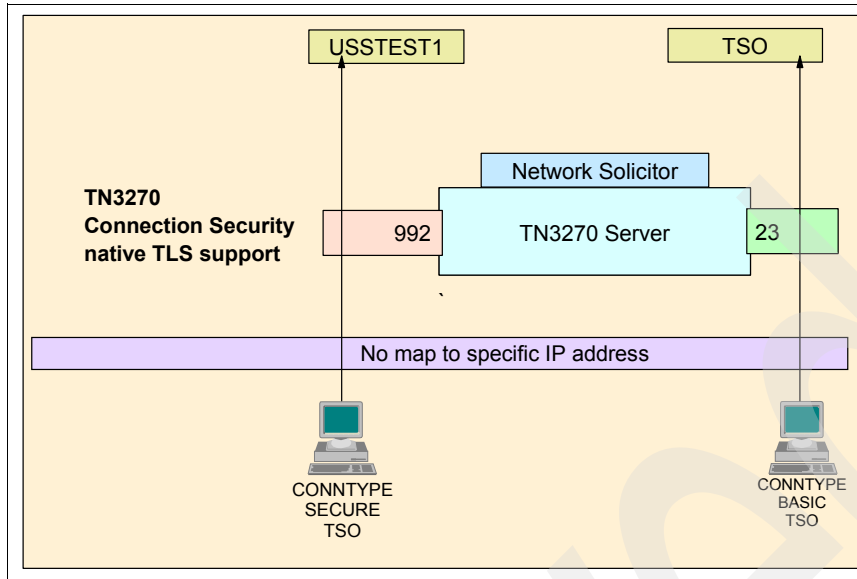 USSTEST1
TSO
Network Solicitor
TN3270
Connection Security
native TLS support
992
TN3270 Server
23
`
No map to specific IP address
CONNTYPE
SECURE
TSO
CONNTYPE
BASIC
TSO